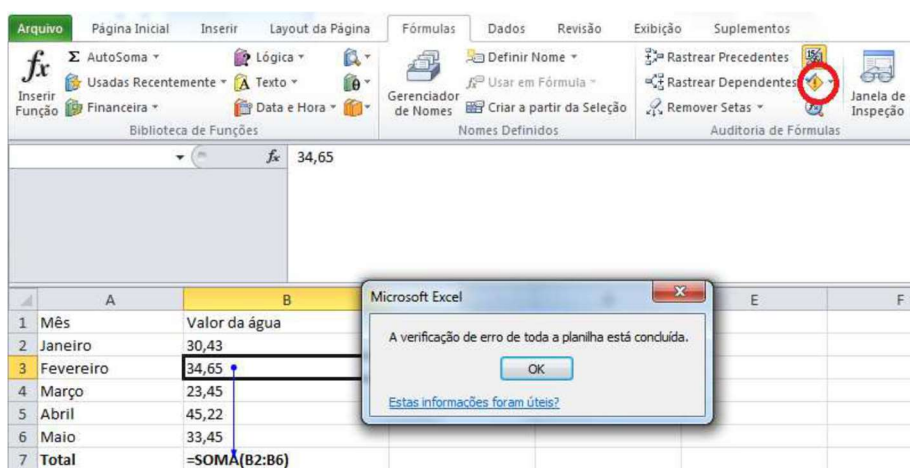 Arquivo Página Inicial Inserir Layout da Página Fórmulas Dados Revisão Exibição Suplementos
fx Inserir Função
Σ AutoSoma
Usadas Recentemente
Financeira
Lógica
A Texto
Data e Hora
θ
Biblioteca de Funções
Gerenciador de Nomes
Definir Nome
Usar em Fórmula
Criar a partir da Seleção
Nomes Definidos
Rastrear Precedentes
Rastrear Dependentes
Remover Setas
Auditoria de Fórmulas
Janela de Inspeção
fx 34,65
A B E F
1 Mês Valor da água
2 Janeiro 30,43
3 Fevereiro 34,65
4 Março 23,45
5 Abril 45,22
6 Maio 33,45
7 Total =SOMA(B2:B6)
Microsoft Excel
A verificação de erro de toda a planilha está concluída.
OK
Estas informações foram úteis?